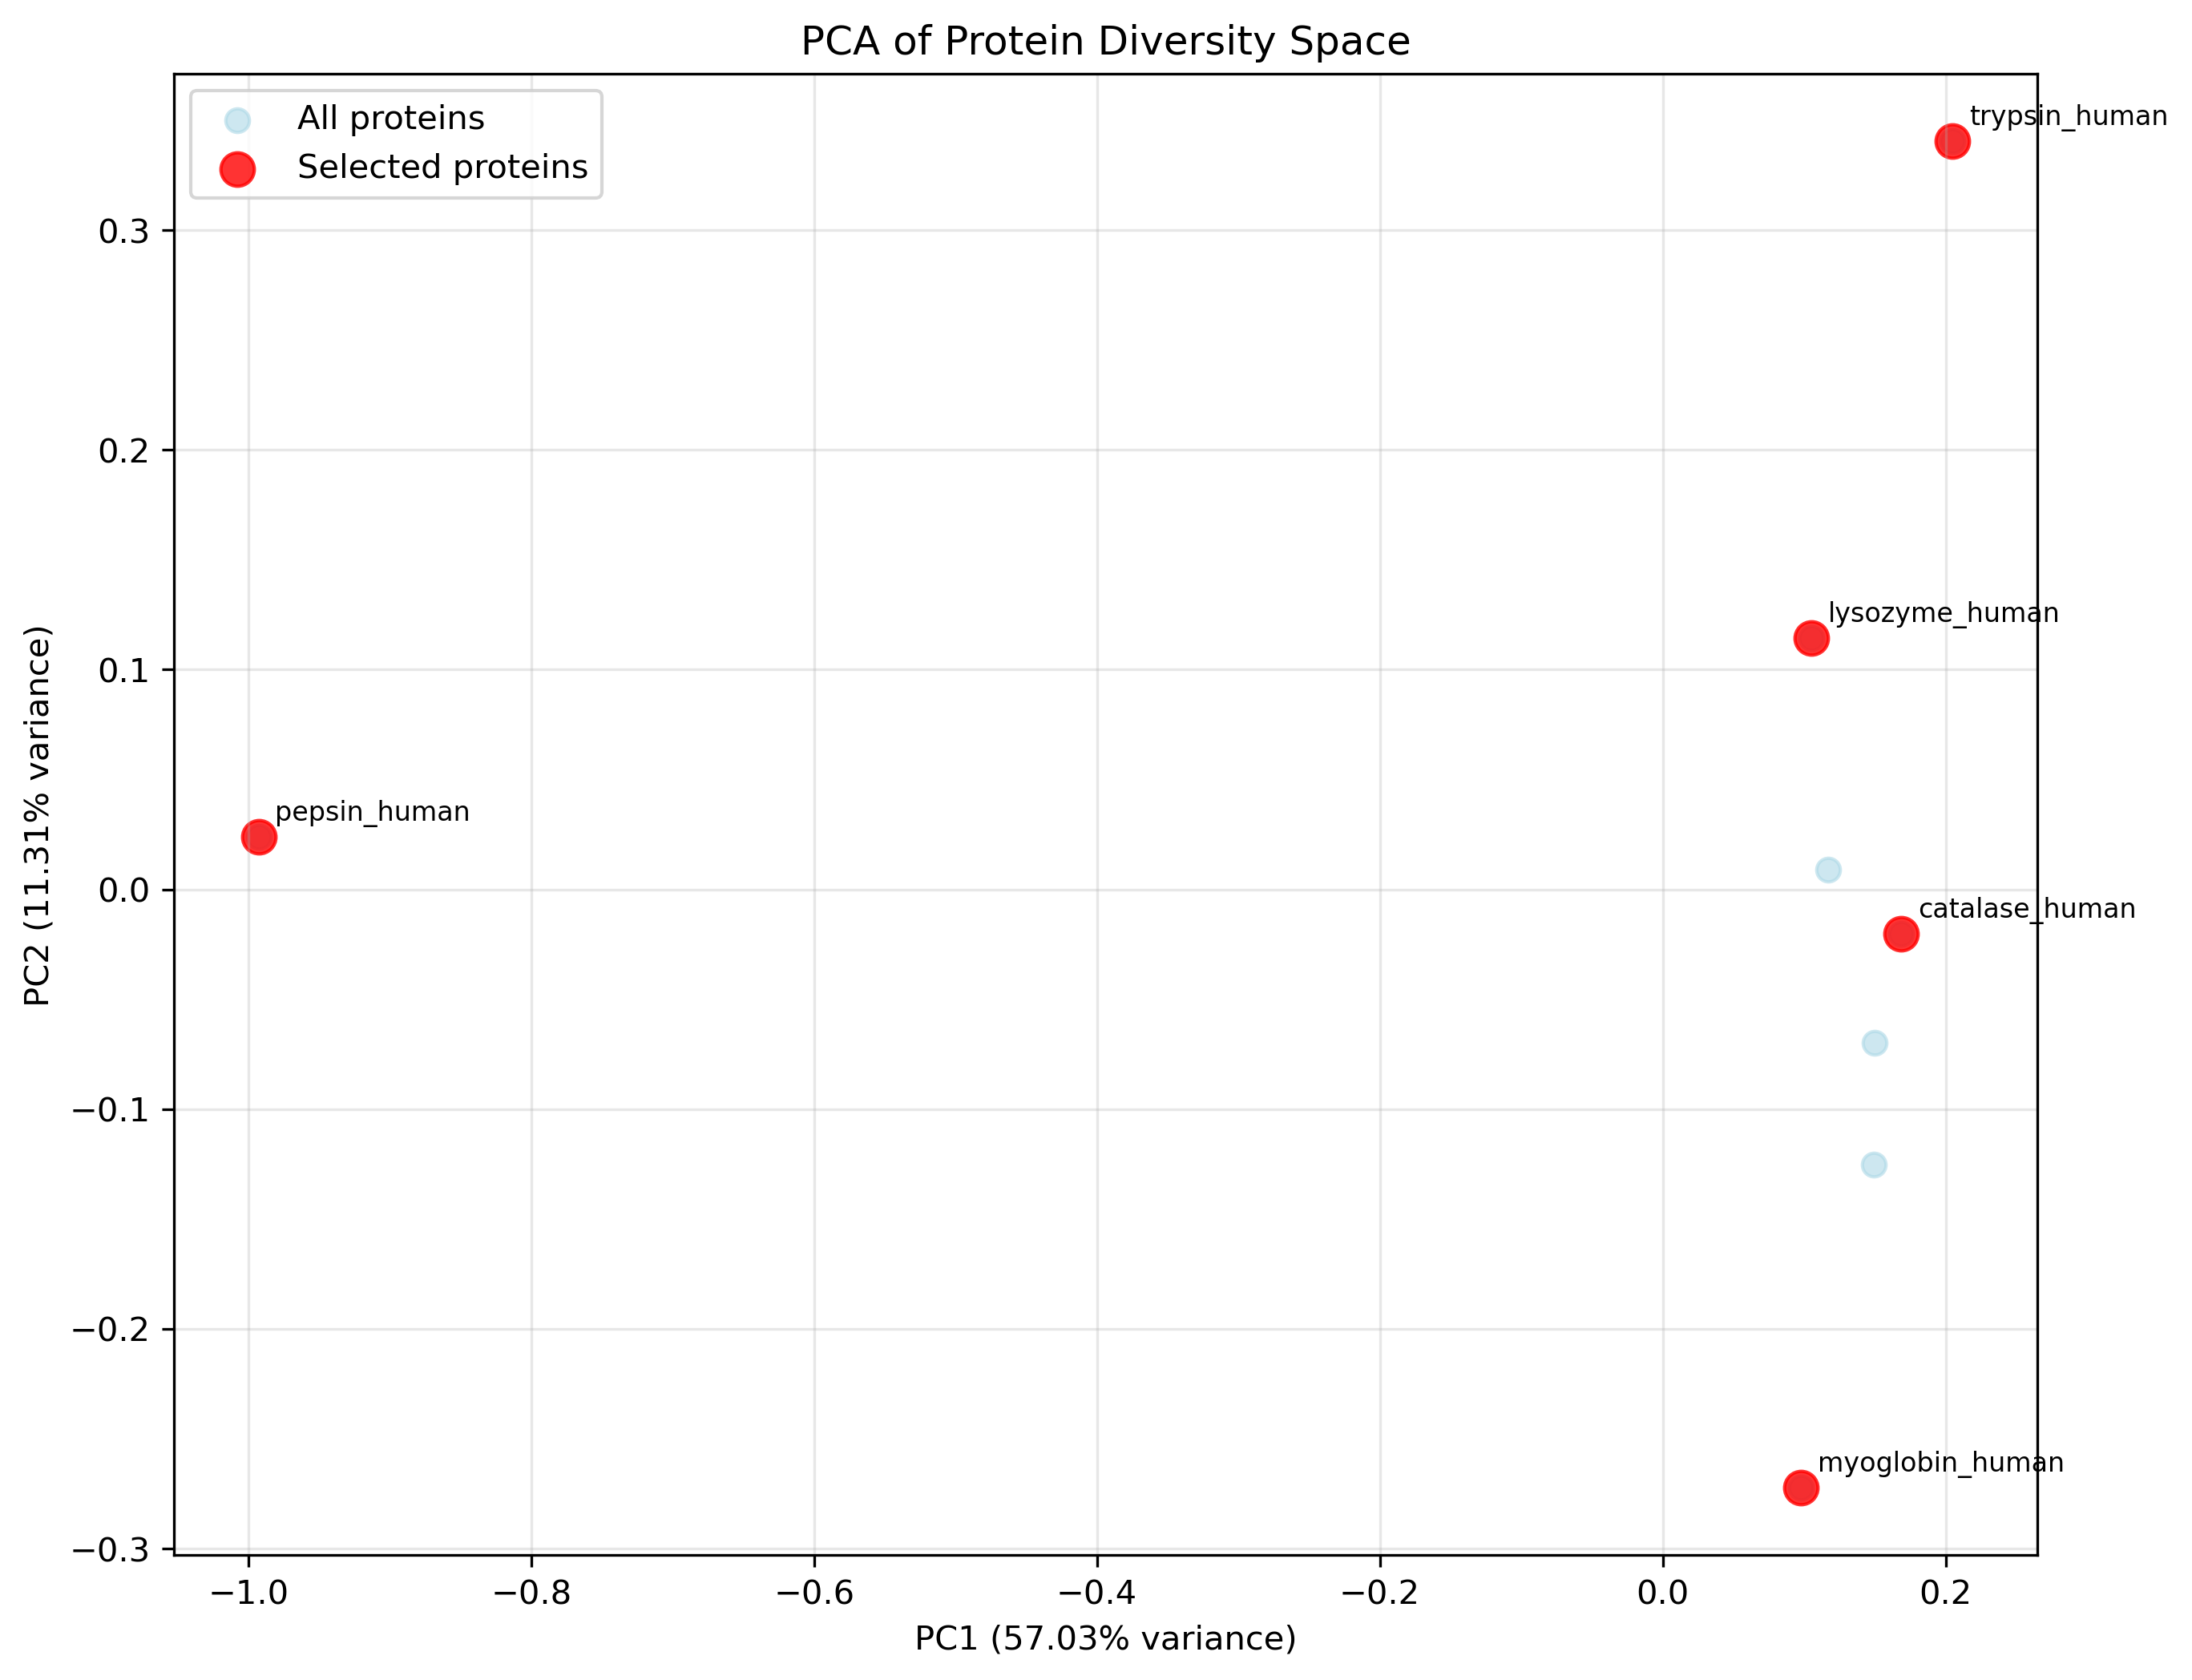 PCA of Protein Diversity Space
All proteins
Selected proteins
trypsin_human
lysozyme_human
pepsin_human
catalase_human
myoglobin_human
PC2 (11.31% variance)
0.3
0.2
0.1
0.0
−0.1
−0.2
−0.3
−1.0
−0.8
−0.6
−0.4
−0.2
0.0
0.2
PC1 (57.03% variance)